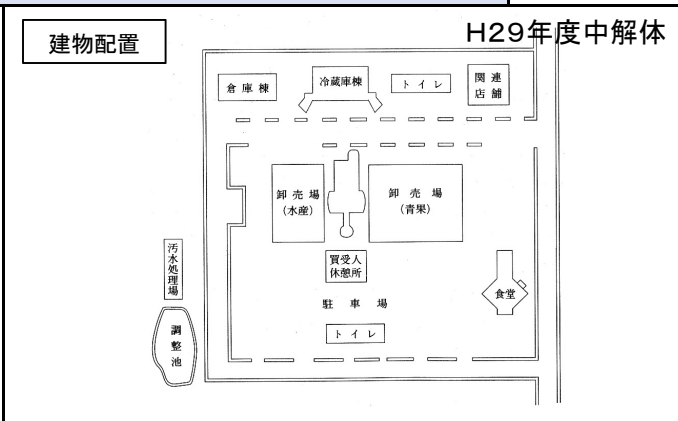 建物配置
H29年度中解体
倉庫棟
冷蔵庫棟
トイレ
関連
店舗
卸売場
(水産)
卸売場
(青果)
買受人
休憩所
汚水処理場
駐車場
食堂
調整池
トイレ